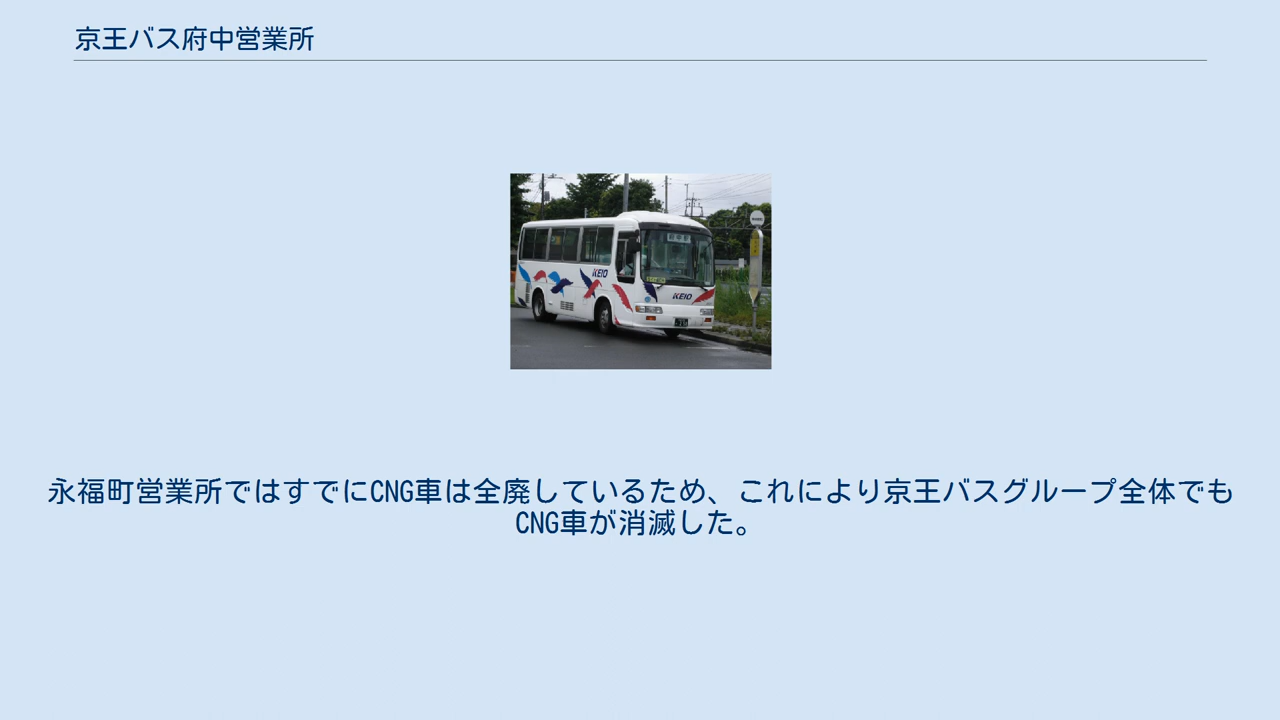 京王バス府中営業所
KEIO
KEIO
永福町営業所ではすでにCNG車は全廃しているため、これにより京王バスグループ全体でも
CNG車が消滅した。